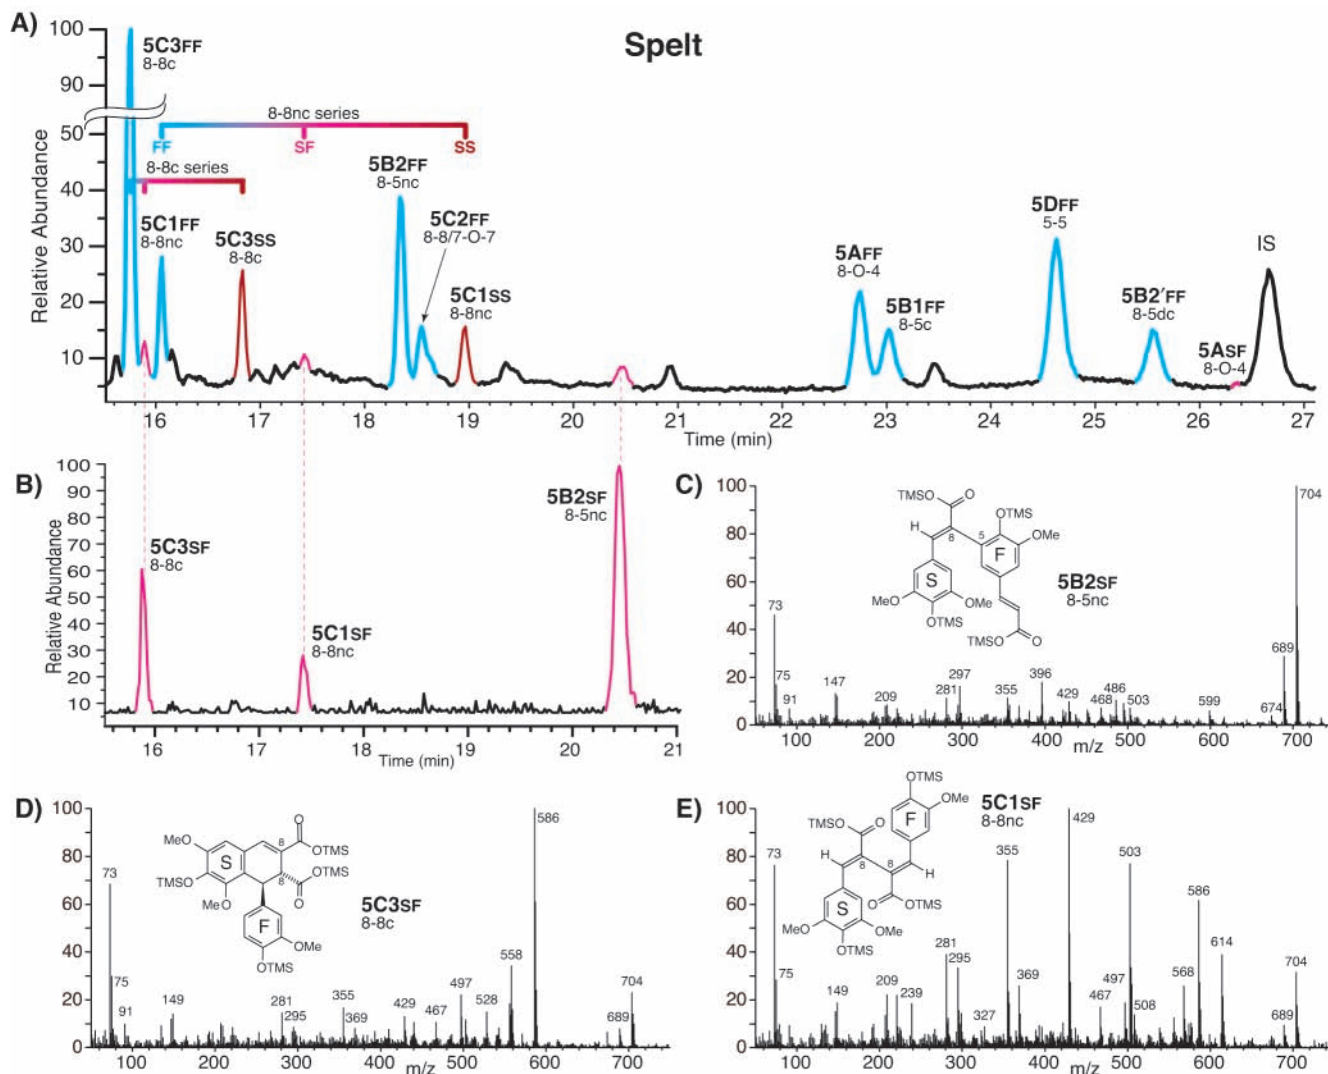 A)
Spelt
Relative Abundance
100
90
50
40
30
20
10
5C3FF
8-8c
8-8nc series
FF
SF
SS
8-8c series
5C1FF
8-8nc
5C3SS
8-8c
5B2FF
8-5nc
5C2FF
8-8/7-O-7
5C1SS
8-8nc
5AFF
8-O-4
5B1FF
8-5c
5DFF
5-5
5B2′FF
8-5dc
5ASF
8-O-4
IS
16 17 18 19 20 21 22 23 24 25 26 27
Time (min)
B)
Relative Abundance
100
90
80
70
60
50
40
30
20
10
5C3SF
8-8c
5C1SF
8-8nc
5B2SF
8-5nc
16 17 18 19 20 21
Time (min)
C)
100
80
60
40
20
0
TMSO O
H 8 5 OTMS
F OMe
S
MeO OMe
OTMS
TMSO O
5B2SF
8-5nc
73
75
91
147
209
281
297
355
396
429
468
486
503
599
674
689
704
100 200 300 400 500 600 700
m/z
D)
100
80
60
40
20
0
MeO 8 O
S OTMS
TMSO 8 OTMS
MeO O
F
OMe
OTMS
5C3SF
8-8c
73
75
91
149
281
295
355
369
429
467
497
528
558
586
689
704
100 200 300 400 500 600 700
m/z
E)
100
80
60
40
20
0
OTMS
OMe
F
TMSO O
H 8 8 H
O OTMS
S
MeO OMe
OTMS
5C1SF
8-8nc
73
75
149
209
239
281
295
327
355
369
429
467
497
503
508
568
586
614
689
704
100 200 300 400 500 600 700
m/z